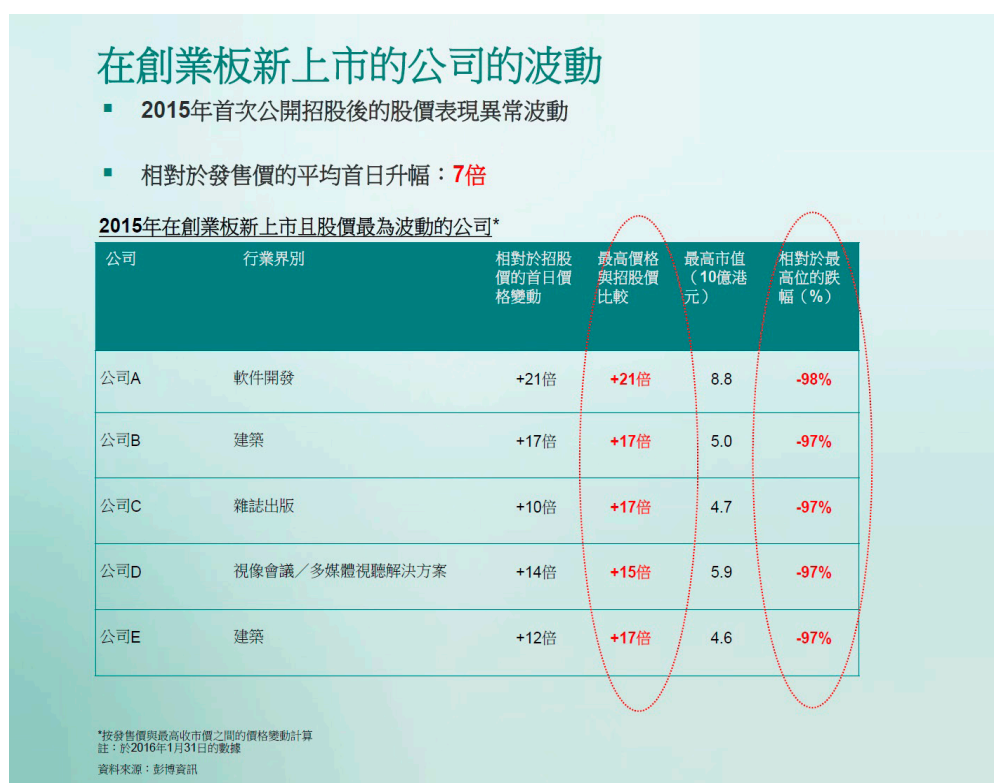 在創業板新上市的公司的波動
▪ 2015年首次公開招股後的股價表現異常波動
▪ 相對於發售價的平均首日升幅：7倍
2015年在創業板新上市且股價最為波動的公司*
公司 行業界別 相對於招股價的首日價格變動 最高價格與招股價比較 最高市值（10億港元） 相對於最高位的跌幅（%）
公司A 軟件開發 +21倍 +21倍 8.8 -98%
公司B 建築 +17倍 +17倍 5.0 -97%
公司C 雜誌出版 +10倍 +17倍 4.7 -97%
公司D 視像會議／多媒體視聽解決方案 +14倍 +15倍 5.9 -97%
公司E 建築 +12倍 +17倍 4.6 -97%
*按發售價與最高收市價之間的價格變動計算
註：於2016年1月31日的數據
資料來源：彭博資訊